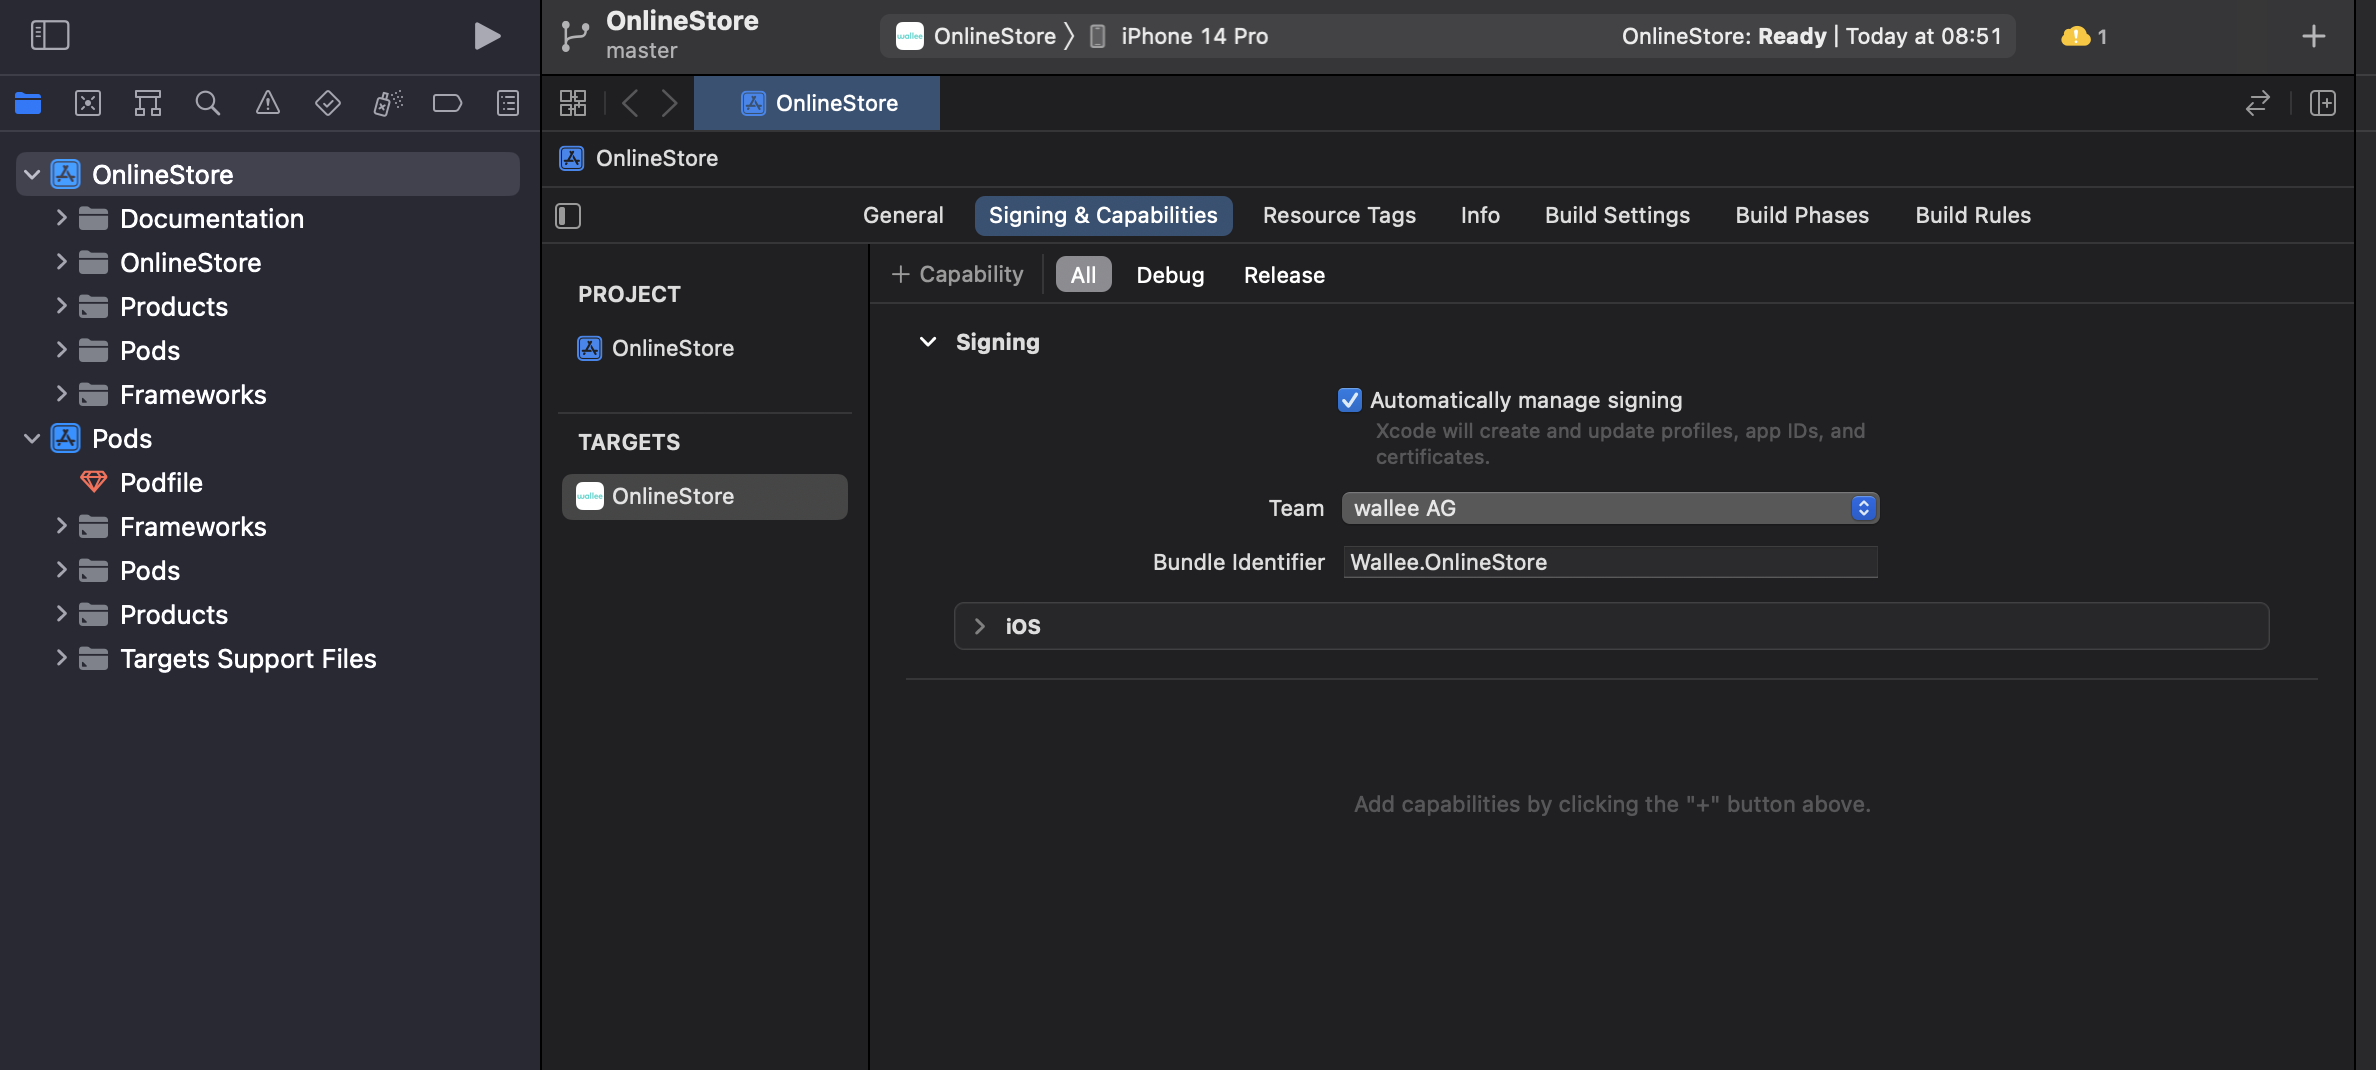 OnlineStore
master
wallee
OnlineStore
iPhone 14 Pro
OnlineStore: Ready | Today at 08:51
1
OnlineStore
OnlineStore
OnlineStore
Documentation
OnlineStore
Products
Pods
Frameworks
Pods
Podfile
Frameworks
Pods
Products
Targets Support Files
General
Signing & Capabilities
Resource Tags
Info
Build Settings
Build Phases
Build Rules
PROJECT
OnlineStore
TARGETS
wallee
OnlineStore
+ Capability
All
Debug
Release
Signing
Automatically manage signing
Xcode will create and update profiles, app IDs, and
certificates.
Team
wallee AG
Bundle Identifier
Wallee.OnlineStore
iOS
Add capabilities by clicking the "+" button above.